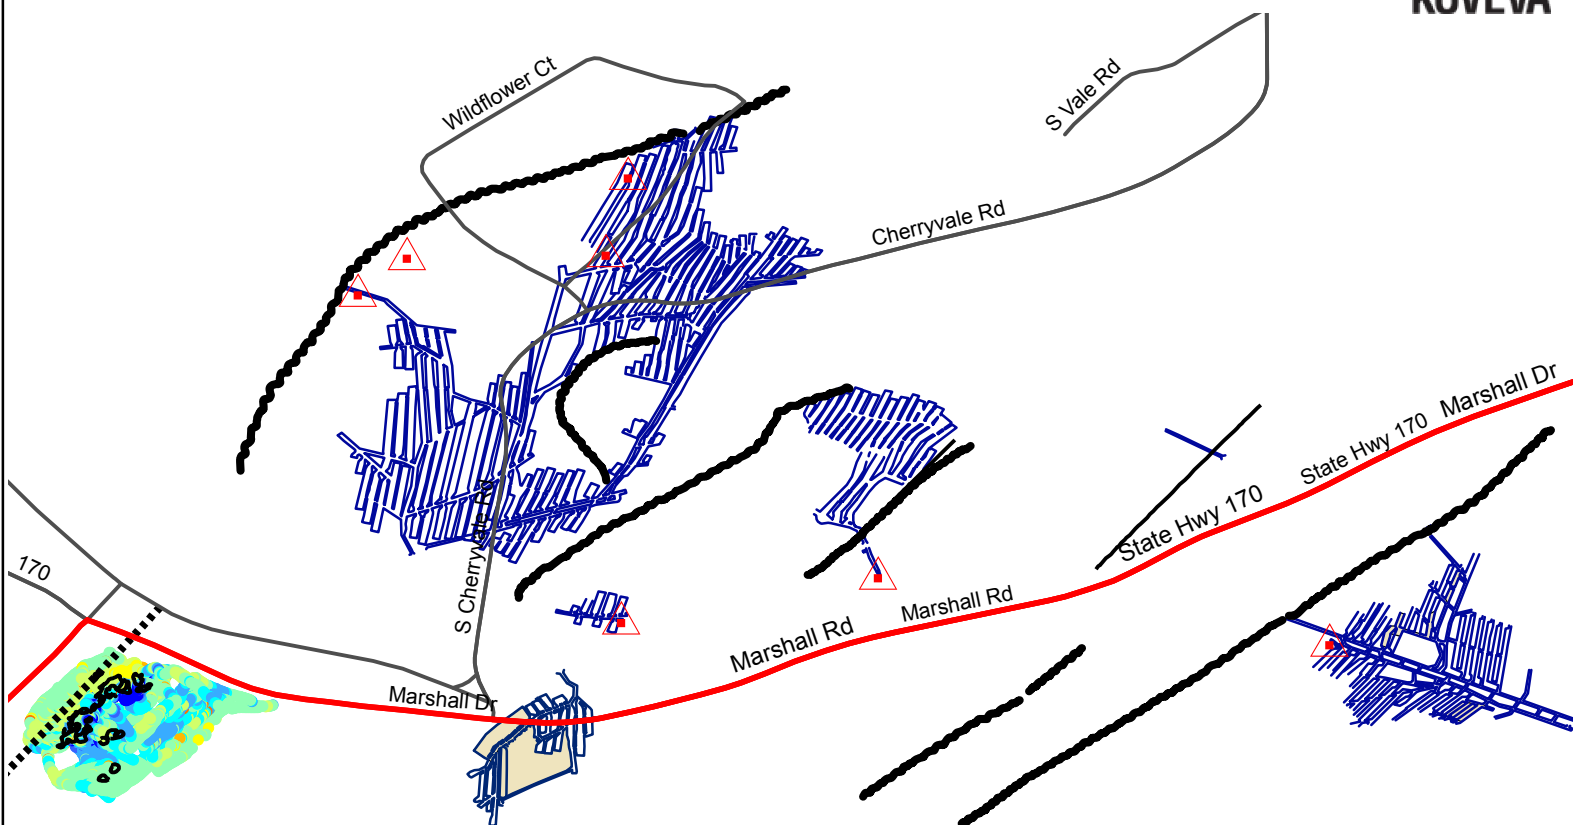 Wildflower Ct
S Vale Rd
Cherryvale Rd
Marshall Dr
State Hwy 170
State Hwy 170
S Cherryvale Rd
170
Marshall Rd
Marshall Rd
Marshall Dr